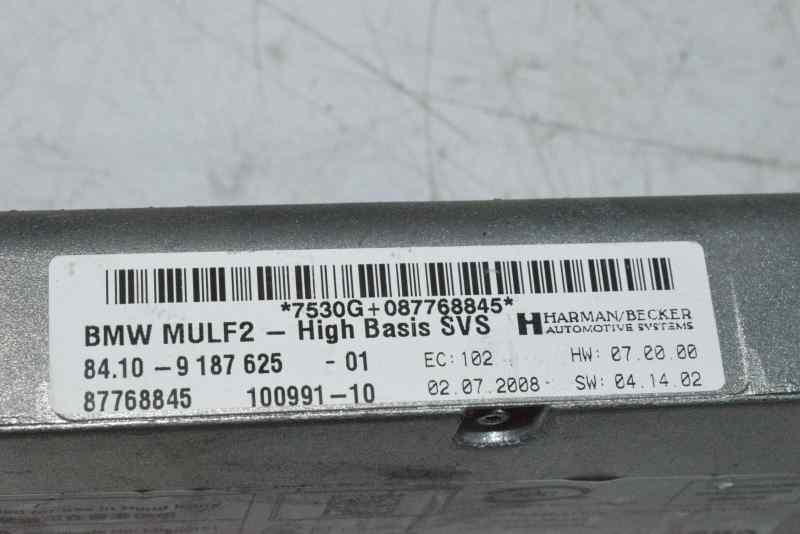 *7530G+087768845*
BMW MULF2 – High Basis SVS HARMAN/BECKER
AUTOMOTIVE SYSTEMS
84.10 – 9 187 625 - 01 EC: 102 HW: 07.00.00
87768845 100991–10 02.07.2008 SW: 04.14.02